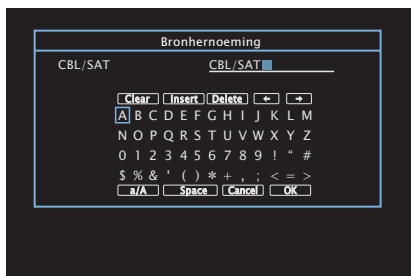 Bronhernoeming
CBL/SAT CBL/SAT
Clear Insert Delete ← →
A B C D E F G H I J K L M
N O P Q R S T U V W X Y Z
0 1 2 3 4 5 6 7 8 9 ! “ #
$ % & ‘ ( ) * + , ; < = >
a/A Space Cancel OK